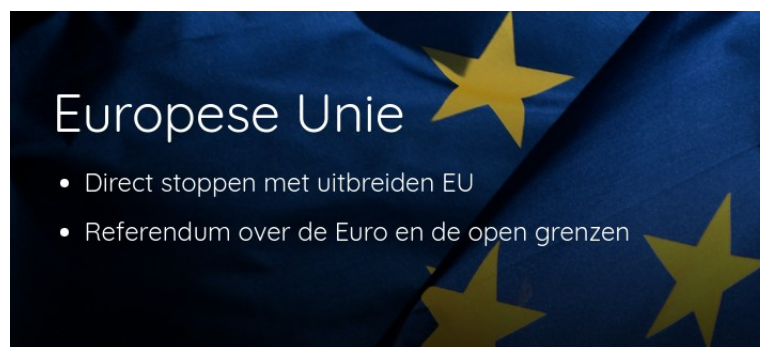 Europese Unie
• Direct stoppen met uitbreiden EU
• Referendum over de Euro en de open grenzen